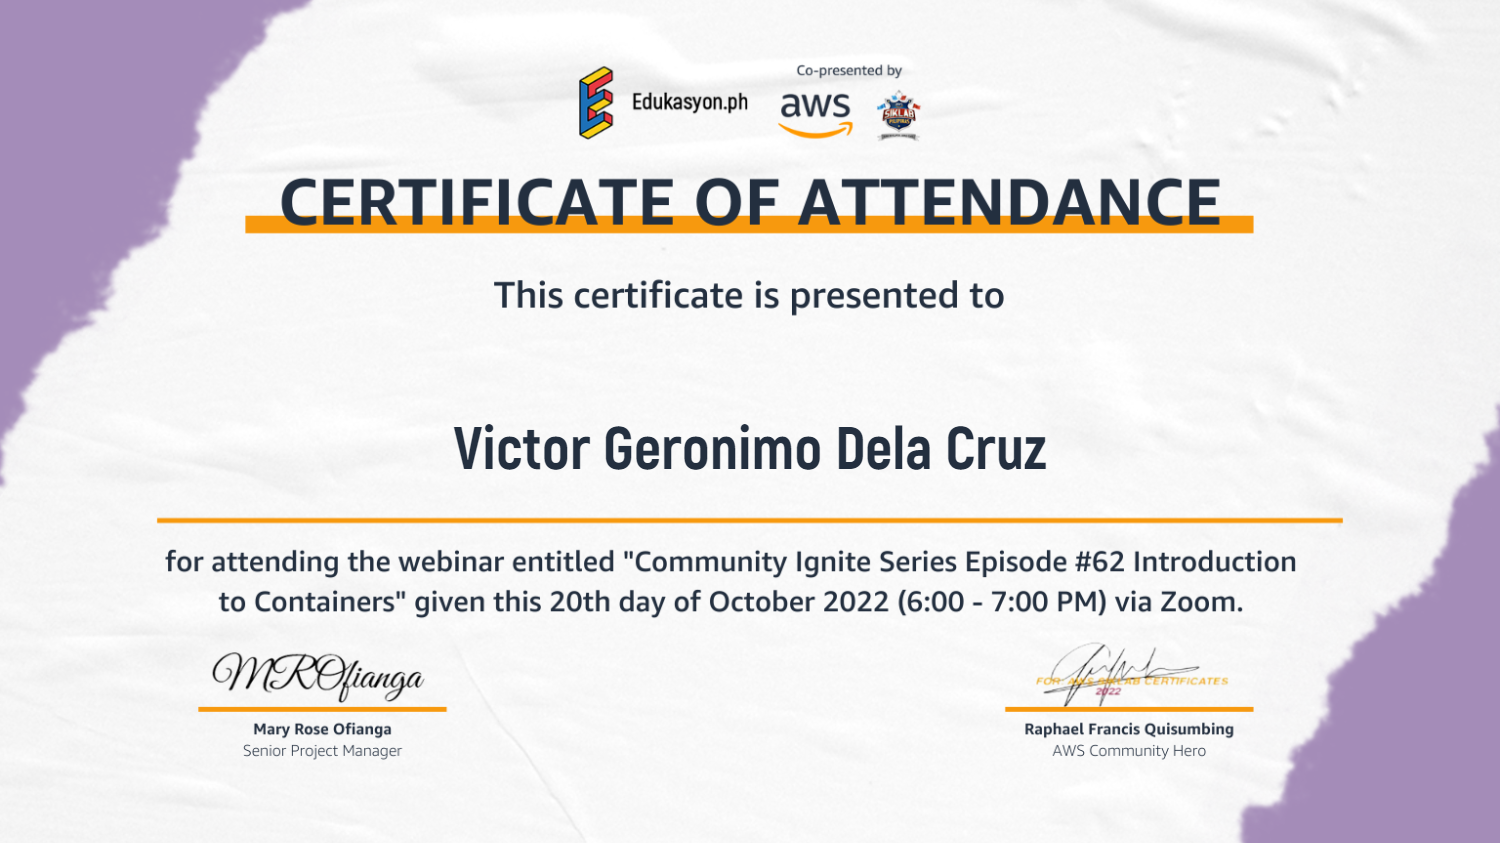 Co-presented by
Edukasyon.ph
aws
SIKLAB
PILIPINAS
CERTIFICATE OF ATTENDANCE
This certificate is presented to
Victor Geronimo Dela Cruz
for attending the webinar entitled "Community Ignite Series Episode #62 Introduction
to Containers" given this 20th day of October 2022 (6:00 - 7:00 PM) via Zoom.
MROfianga
FOR AWS SIKLAB CERTIFICATES
2022
Mary Rose Ofianga
Senior Project Manager
Raphael Francis Quisumbing
AWS Community Hero